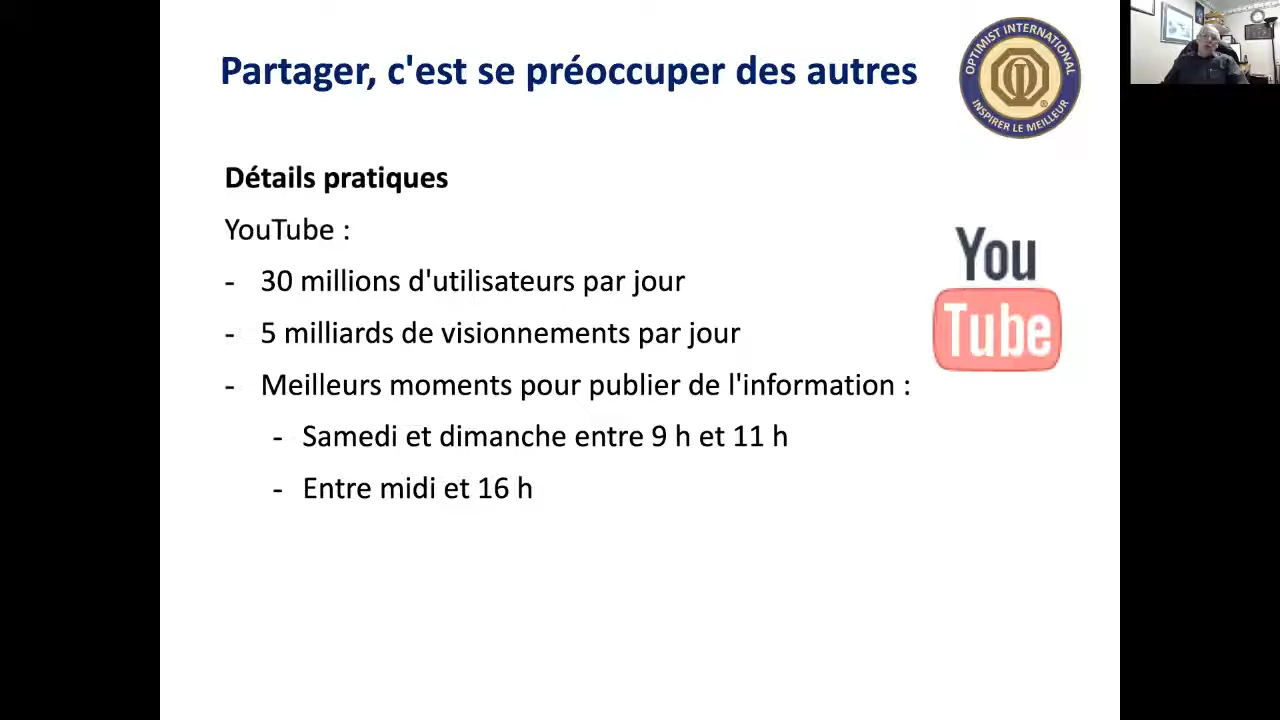 Partager, c'est se préoccuper des autres
OPTIMIST INTERNATIONAL
INSPIRER LE MEILLEUR
®
Détails pratiques
YouTube :
- 30 millions d'utilisateurs par jour
- 5 milliards de visionnements par jour
- Meilleurs moments pour publier de l'information :
- Samedi et dimanche entre 9 h et 11 h
- Entre midi et 16 h
You
Tube